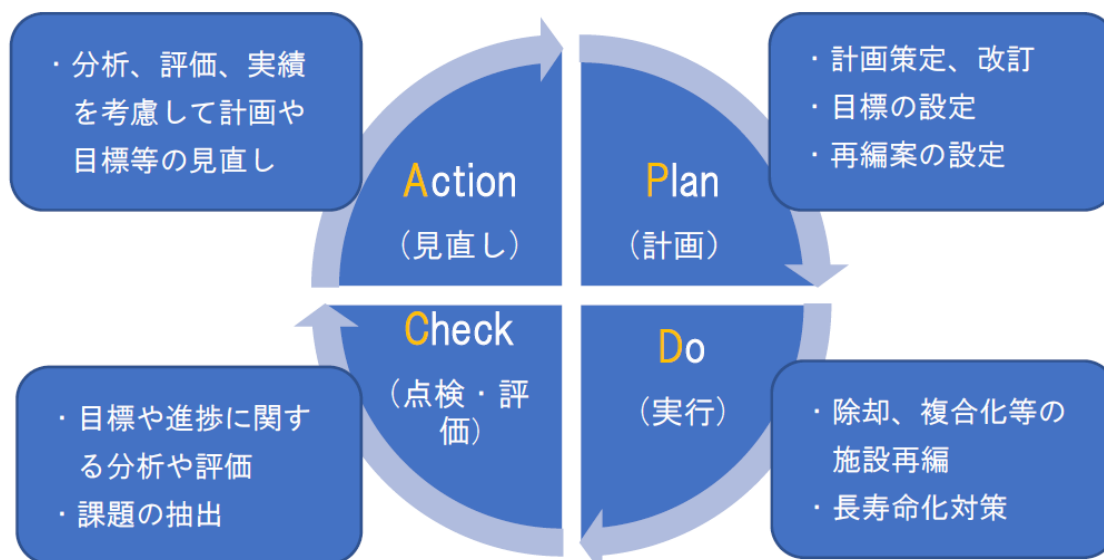 ・分析、評価、実績
を考慮して計画や
目標等の見直し
Action
（見直し）
Plan
（計画）
・計画策定、改訂
・目標の設定
・再編案の設定
Check
（点検・評
価）
Do
（実行）
・目標や進捗に関す
る分析や評価
・課題の抽出
・除却、複合化等の
施設再編
・長寿命化対策